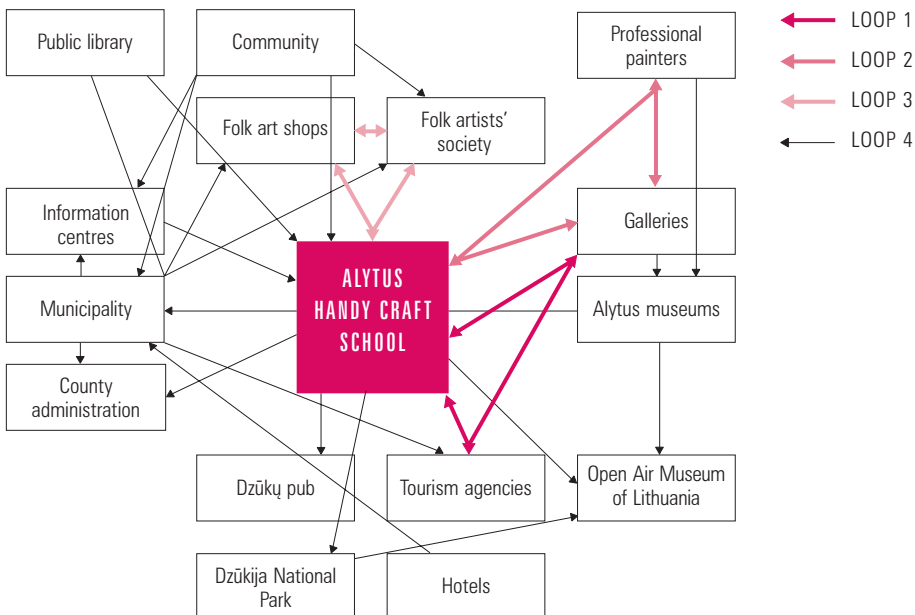 Public library
Community
Professional
painters
LOOP 1
LOOP 2
LOOP 3
LOOP 4
Folk art shops
Folk artists'
society
Information
centres
Galleries
ALYTUS
HANDY CRAFT
SCHOOL
Municipality
Alytus museums
County
administration
Dzūkų pub
Tourism agencies
Open Air Museum
of Lithuania
Dzūkija National
Park
Hotels